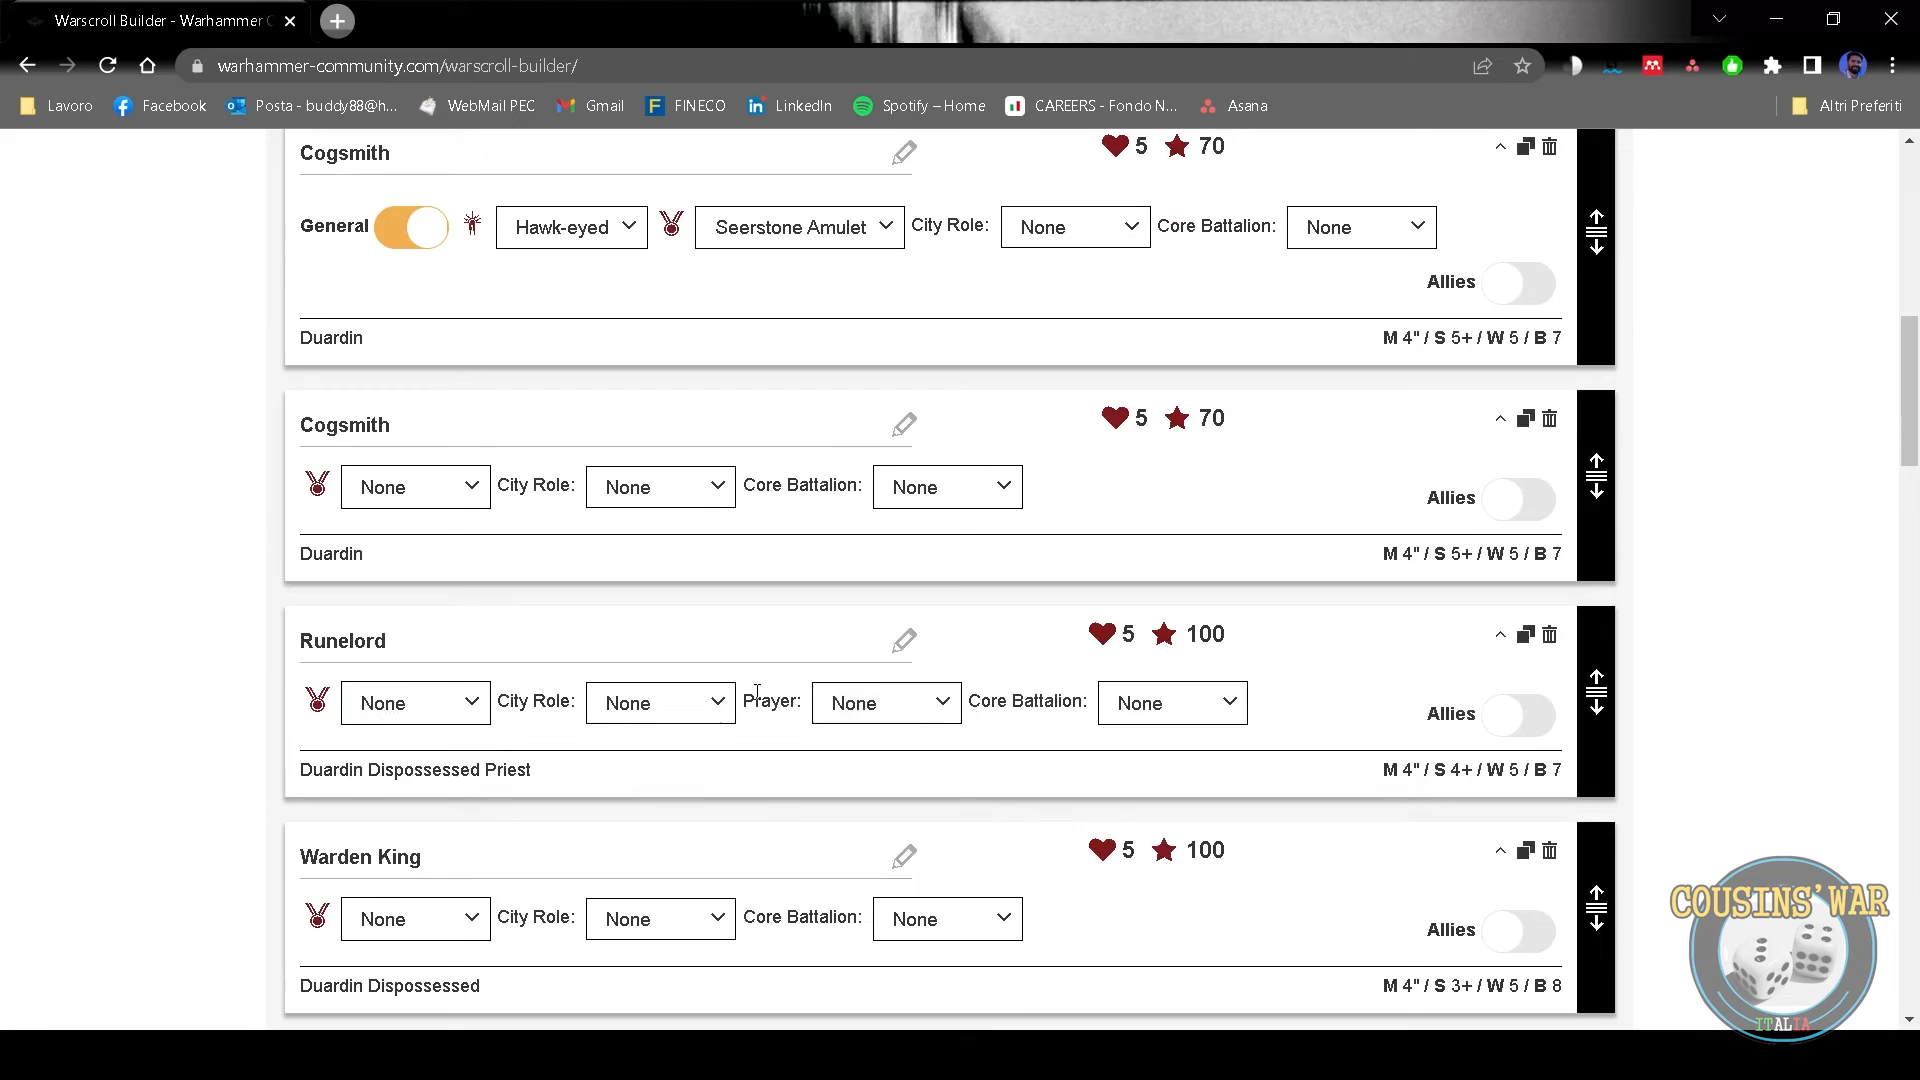 Warscroll Builder - Warhammer
warhammer-community.com/warscroll-builder/
Lavoro Facebook Posta - buddy88@h... WebMail PEC Gmail FINECO LinkedIn Spotify – Home CAREERS - Fondo N... Asana Altri Preferiti
Cogsmith 5 70
General Hawk-eyed Seerstone Amulet City Role: None Core Battalion: None
Allies
Duardin M 4" / S 5+ / W 5 / B 7
Cogsmith 5 70
None City Role: None Core Battalion: None
Allies
Duardin M 4" / S 5+ / W 5 / B 7
Runelord 5 100
None City Role: None Prayer: None Core Battalion: None
Allies
Duardin Dispossessed Priest M 4" / S 4+ / W 5 / B 7
Warden King 5 100
None City Role: None Core Battalion: None
Allies
Duardin Dispossessed M 4" / S 3+ / W 5 / B 8
COUSINS' WAR
ITALIA